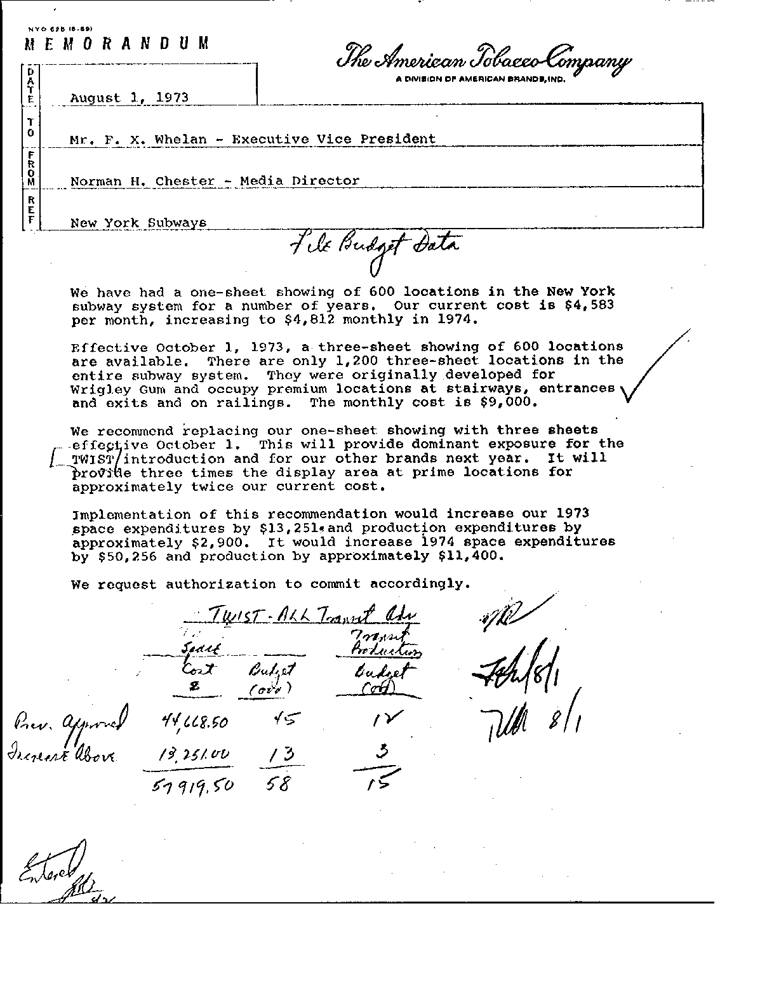 NYO 62B (8-69)
MEMORANDUM
The American Tobacco Company
A DIVISION OF AMERICAN BRANDS, INC.
DATE
August 1, 1973
TO
Mr. F. X. Whelan - Executive Vice President
FROM
Norman H. Chester - Media Director
REF
New York Subways
File Budget Data
We have had a one-sheet showing of 600 locations in the New York
subway system for a number of years. Our current cost is $4,583
per month, increasing to $4,812 monthly in 1974.
Effective October 1, 1973, a three-sheet showing of 600 locations
are available. There are only 1,200 three-sheet locations in the
entire subway system. They were originally developed for
Wrigley Gum and occupy premium locations at stairways, entrances
and exits and on railings. The monthly cost is $9,000.
We recommend replacing our one-sheet showing with three sheets
effective October 1. This will provide dominant exposure for the
TWIST introduction and for our other brands next year. It will
provide three times the display area at prime locations for
approximately twice our current cost.
Implementation of this recommendation would increase our 1973
space expenditures by $13,251 and production expenditures by
approximately $2,900. It would increase 1974 space expenditures
by $50,256 and production by approximately $11,400.
We request authorization to commit accordingly.
TWIST - ALL Transit Adv
Space Transit Production
Cost Budget Budget
(000) (000)
Prev. Approved 44,668.50 45 12
Increase Above 13,251.00 13 3
57919.50 58 15
8/1
8/1
Entered